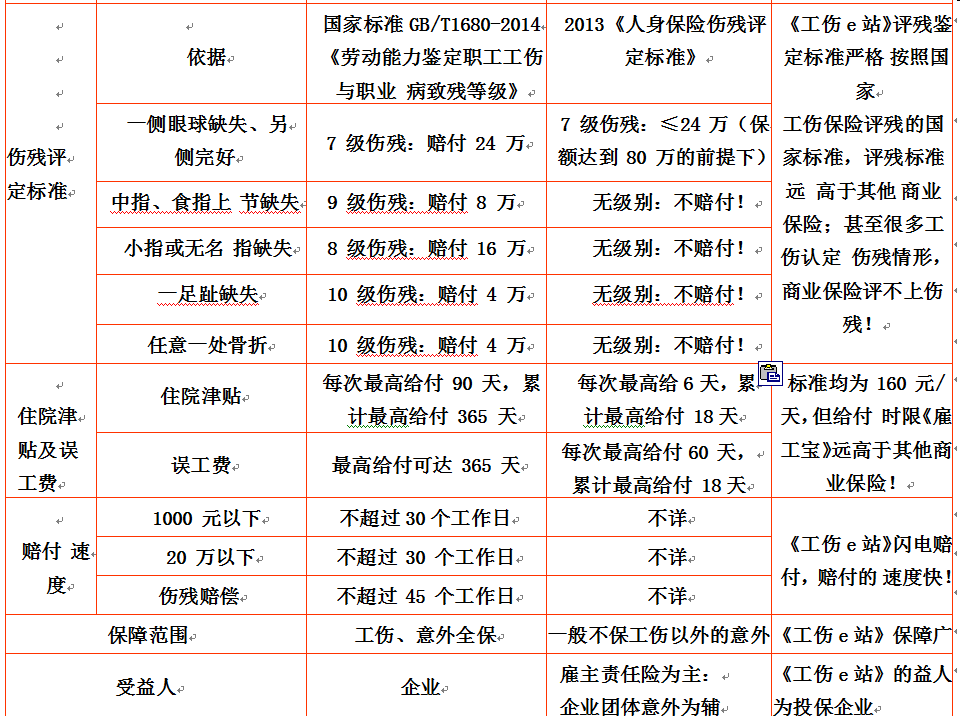 伤残评
定标准
依据
国家标准 GB/T1680-2014
《劳动能力鉴定职工工伤
与职业 病致残等级》
2013《人身保险伤残评
定标准》
《工伤 e 站》评残鉴
定标准严格 按照国
家
工伤保险评残的国
家标准，评残标准
远 高于其他 商业
保险；甚至很多工
伤认定 伤残情形，
商业保险评不上伤
残！
一侧眼球缺失、另
侧完好
7 级伤残：赔付 24 万
7 级伤残：≤24 万（保
额达到 80 万的前提下）
中指、食指上 节缺失
9 级伤残：赔付 8 万
无级别：不赔付！
小指或无名 指缺失
8 级伤残：赔付 16 万
无级别：不赔付！
一足趾缺失
10 级伤残：赔付 4 万
无级别：不赔付！
任意一处骨折
10 级伤残：赔付 4 万
无级别：不赔付！
住院津
贴及误
工费
住院津贴
每次最高给付 90 天，累
计最高给付 365 天
每次最高给 6 天，累
计最高给付 18 天
标准均为 160 元/
天，但给付 时限《雇
工宝》远高于其他商
业保险！
误工费
最高给付可达 365 天
每次最高给付 60 天，
累计最高给付 18 天
赔付 速
度
1000 元以下
不超过 30 个工作日
不详
《工伤 e 站》闪电赔
付，赔付的 速度快！
20 万以下
不超过 30 个工作日
不详
伤残赔偿
不超过 45 个工作日
不详
保障范围
工伤、意外全保
一般不保工伤以外的意外
《工伤 e 站》保障广
受益人
企业
雇主责任险为主：
企业团体意外为辅
《工伤 e 站》的益人
为投保企业